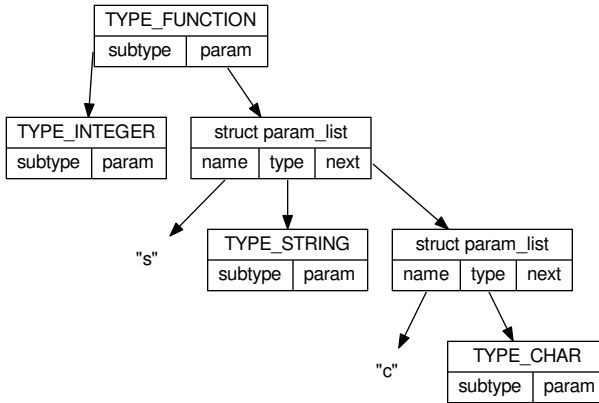 TYPE_FUNCTION
subtype param
TYPE_INTEGER
subtype param
struct param_list
name type next
"s"
TYPE_STRING
subtype param
struct param_list
name type next
"c"
TYPE_CHAR
subtype param